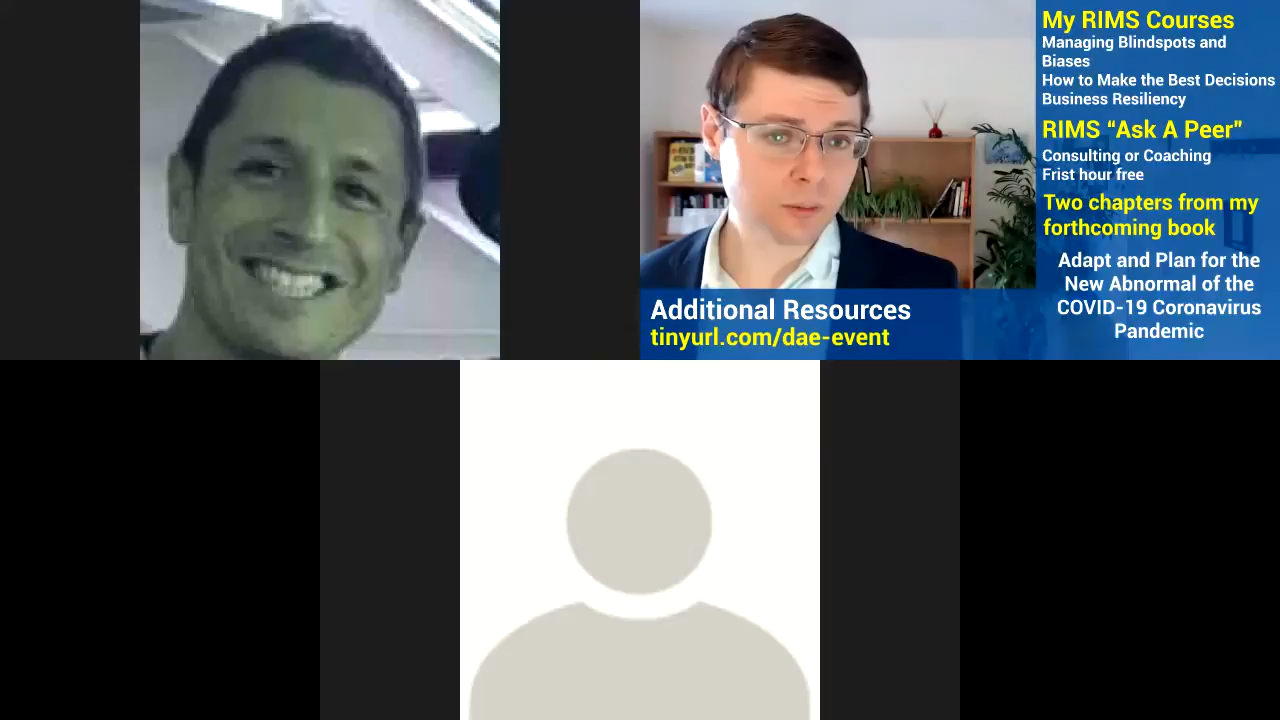 My RIMS Courses
Managing Blindspots and
Biases
How to Make the Best Decisions
Business Resiliency
RIMS “Ask A Peer”
Consulting or Coaching
Frist hour free
Two chapters from my
forthcoming book
Adapt and Plan for the
New Abnormal of the
COVID-19 Coronavirus
Pandemic
Additional Resources
tinyurl.com/dae-event